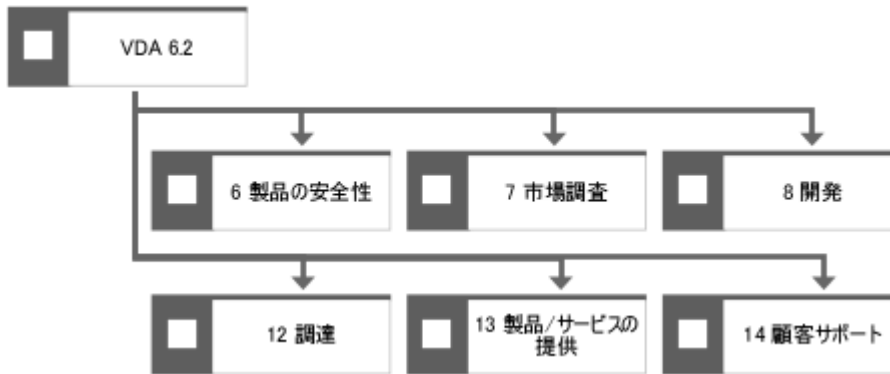 VDA 6.2
6 製品の安全性
7 市場調査
8 開発
12 調達
13 製品/サービスの
提供
14 顧客サポート